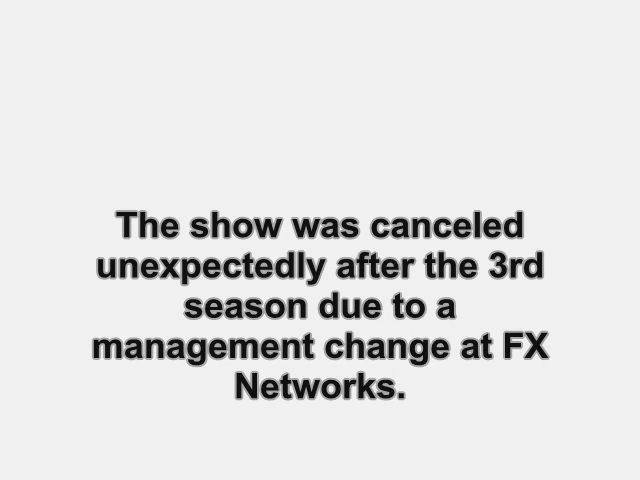 The show was canceled
unexpectedly after the 3rd
season due to a
management change at FX
Networks.